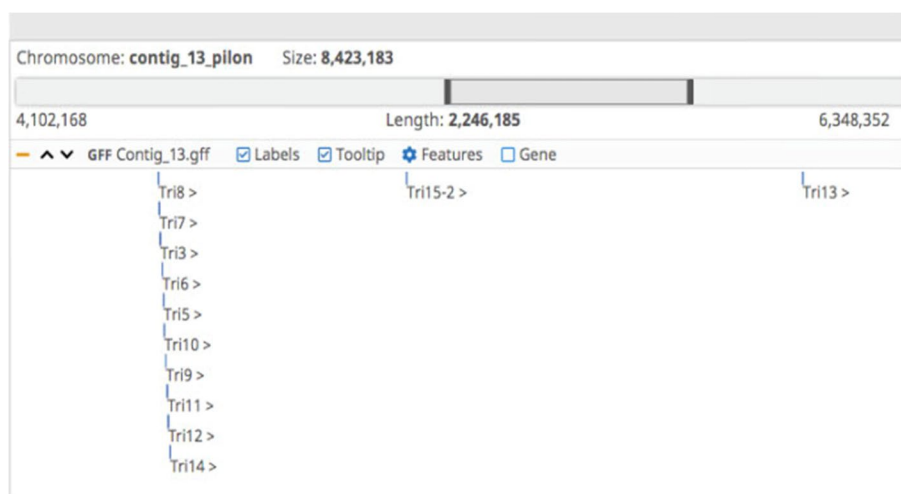 Chromosome: contig_13_pilon Size: 8,423,183
4,102,168 Length: 2,246,185 6,348,352
GFF Contig_13.gff Labels Tooltip Features Gene
Tri8 > Tri15-2 > Tri13 >
Tri7 >
Tri3 >
Tri6 >
Tri5 >
Tri10 >
Tri9 >
Tri11 >
Tri12 >
Tri14 >